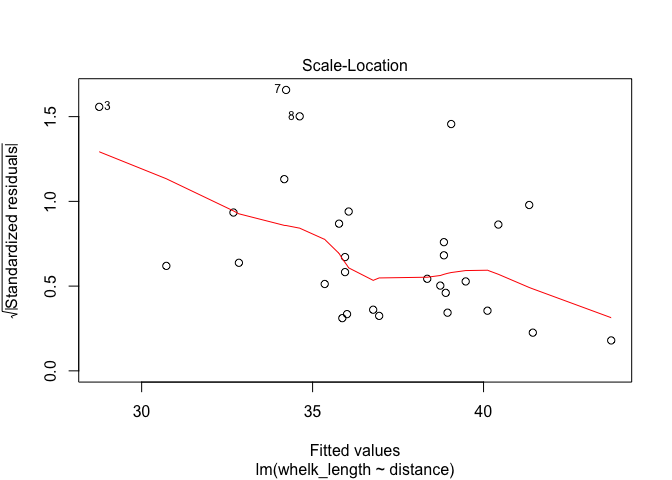 Scale-Location
√|Standardized residuals|
1.5
1.0
0.5
0.0
3
7
8
30 35 40
Fitted values
lm(whelk_length ~ distance)